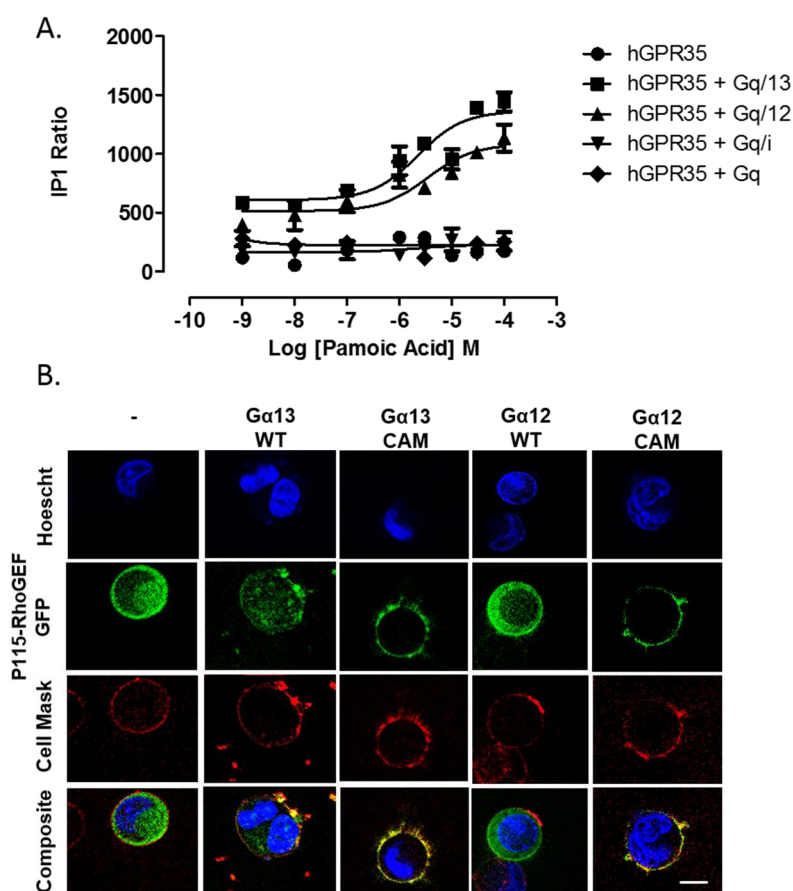 A.
2000
1500
1000
500
0
IP1 Ratio
-10 -9 -8 -7 -6 -5 -4 -3
Log [Pamoic Acid] M
hGPR35
hGPR35 + Gq/13
hGPR35 + Gq/12
hGPR35 + Gq/i
hGPR35 + Gq
B.
- Gα13 Gα13 Gα12 Gα12
WT CAM WT CAM
Hoescht
P115-RhoGEF
GFP
Cell Mask
Composite